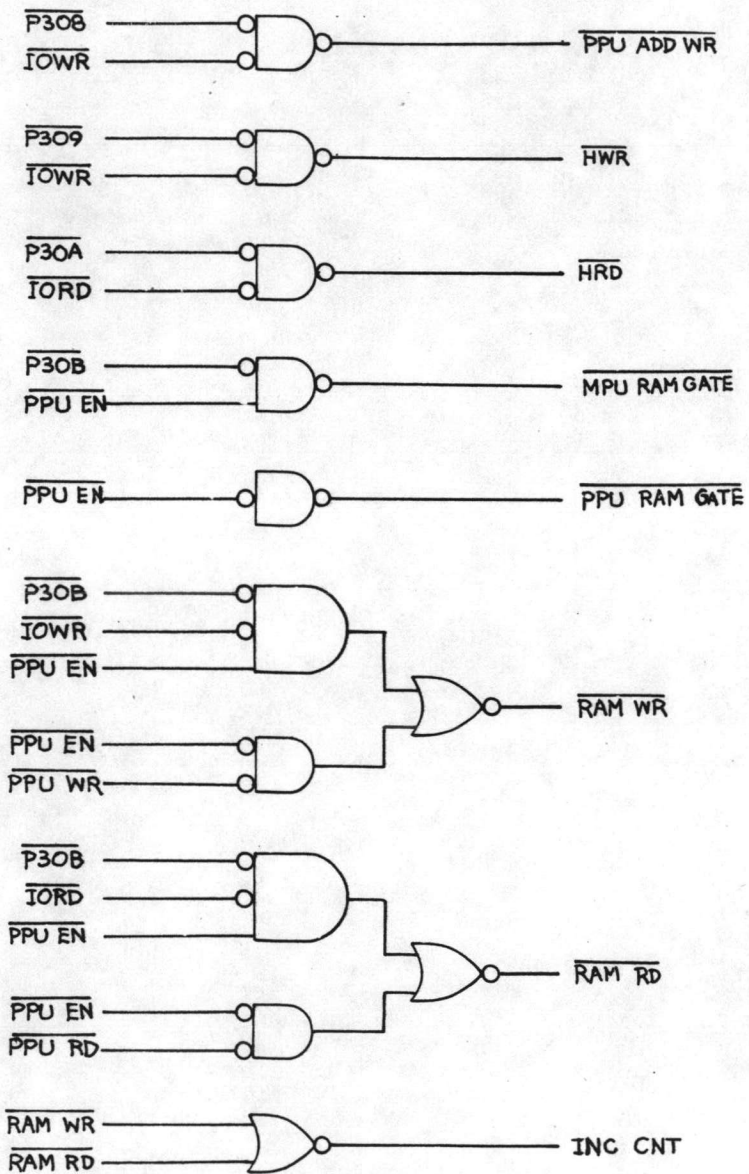 P308
IOWR
PPU ADD WR
P309
IOWR
HWR
P30A
IORD
HRD
P30B
PPU EN
MPU RAM GATE
PPU EN
PPU RAM GATE
P30B
IOWR
PPU EN
PPU EN
PPU WR
RAM WR
P30B
IORD
PPU EN
PPU EN
PPU RD
RAM RD
RAM WR
RAM RD
INC CNT